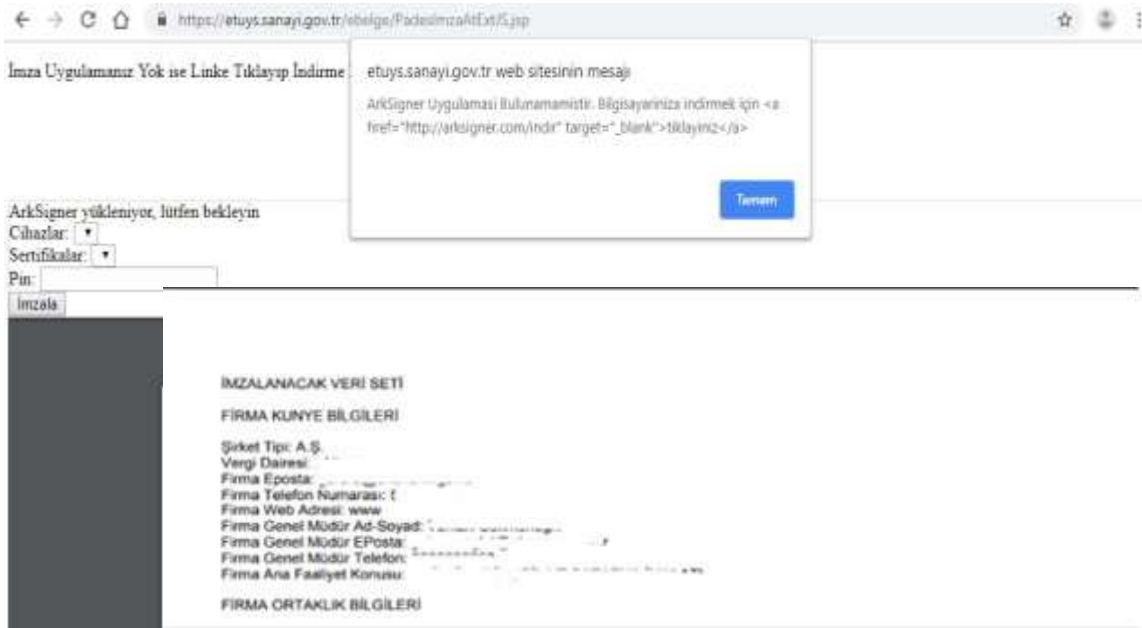 https://etuys.sanayi.gov.tr/ebelge/PadesImzaAtExtJS.jsp
İmza Uygulamanız Yok ise Linke Tıklayıp İndirme
etuys.sanayi.gov.tr web sitesinin mesajı
ArkSigner Uygulamasi Bulunamamistir. Bilgisayariniza indirmek için <a
href="http://arksigner.com/indir" target="_blank">tiklayiniz</a>
Tamam
ArkSigner yükleniyor, lütfen bekleyin
Cihazlar:
Sertifikalar:
Pin:
İmzala
İMZALANACAK VERİ SETİ
FİRMA KUNYE BİLGİLERİ
Şirket Tipi: A.Ş.
Vergi Dairesi:
Firma Eposta:
Firma Telefon Numarası:
Firma Web Adresi: www
Firma Genel Müdür Ad-Soyad:
Firma Genel Müdür EPosta:
Firma Genel Müdür Telefon:
Firma Ana Faaliyet Konusu:
FİRMA ORTAKLIK BİLGİLERİ